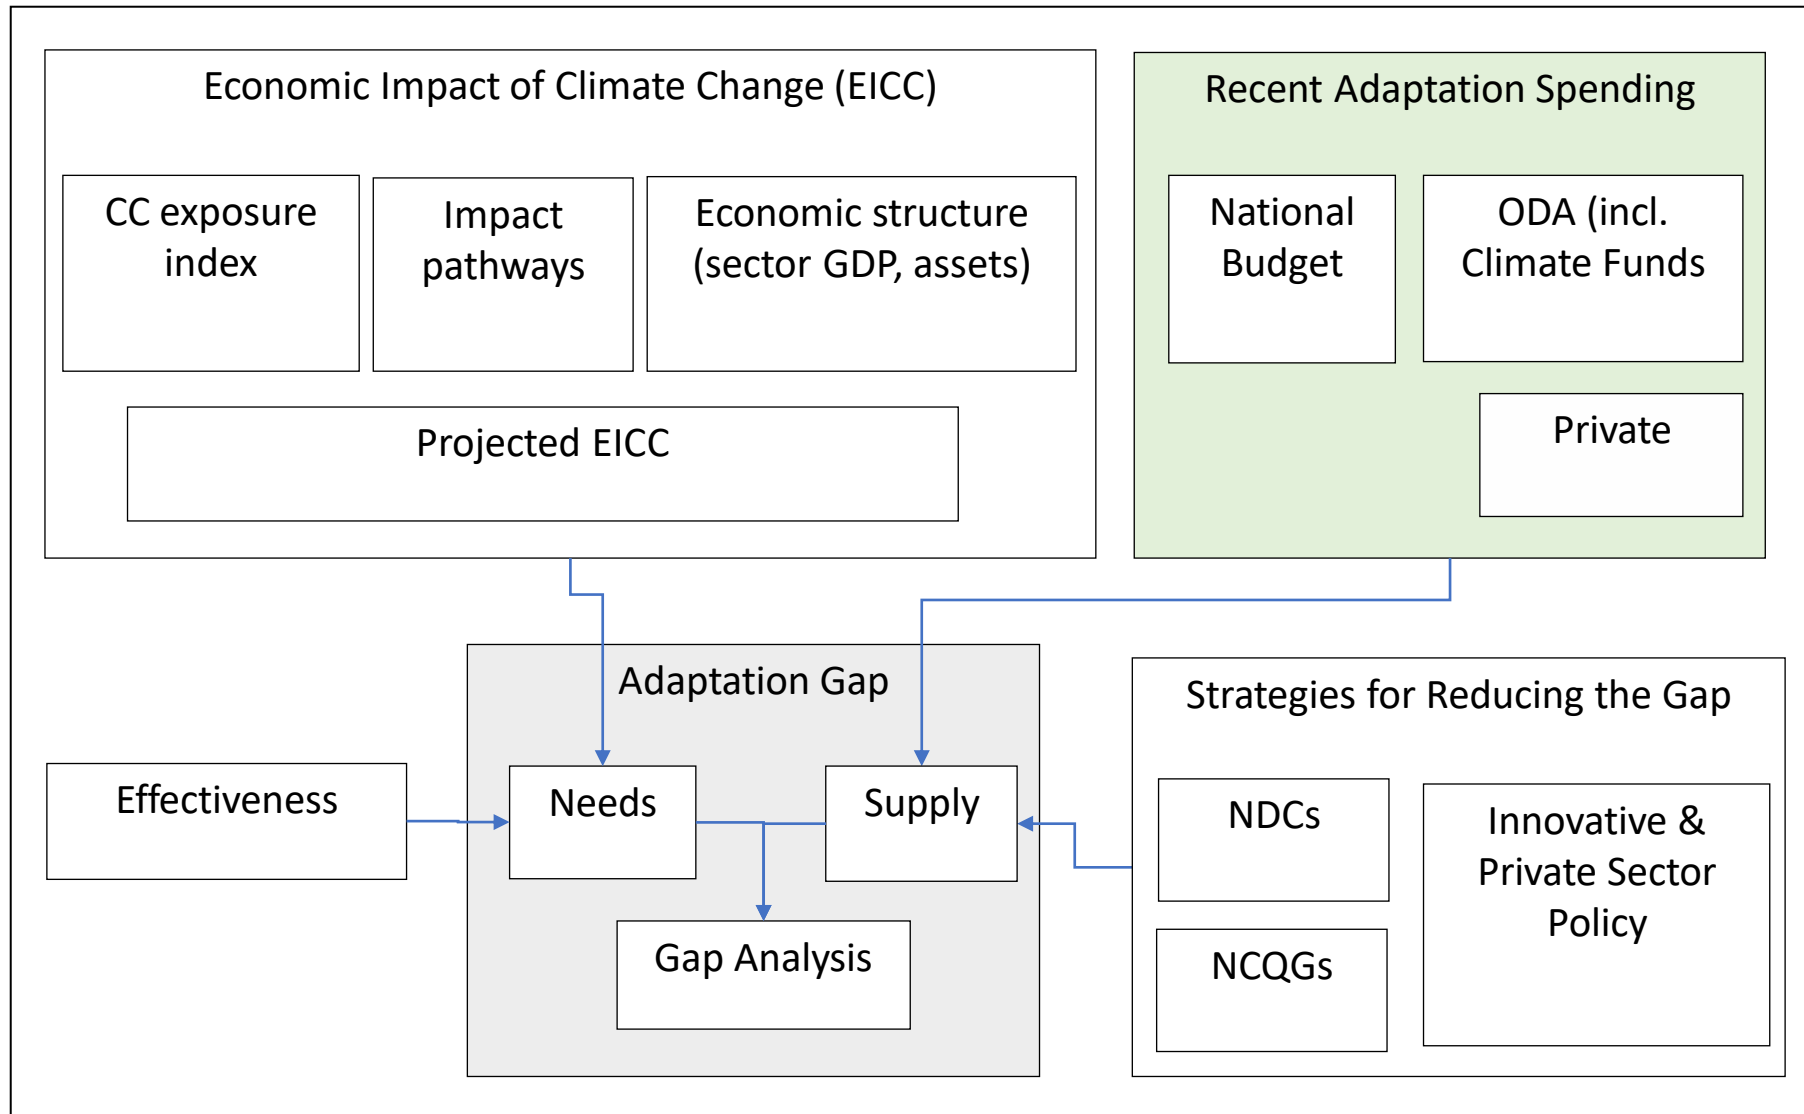 Economic Impact of Climate Change (EICC)
CC exposure
index
Impact
pathways
Economic structure
(sector GDP, assets)
Projected EICC
Recent Adaptation Spending
National
Budget
ODA (incl.
Climate Funds
Private
Adaptation Gap
Effectiveness
Needs
Supply
Gap Analysis
Strategies for Reducing the Gap
NDCs
NCQGs
Innovative &
Private Sector
Policy